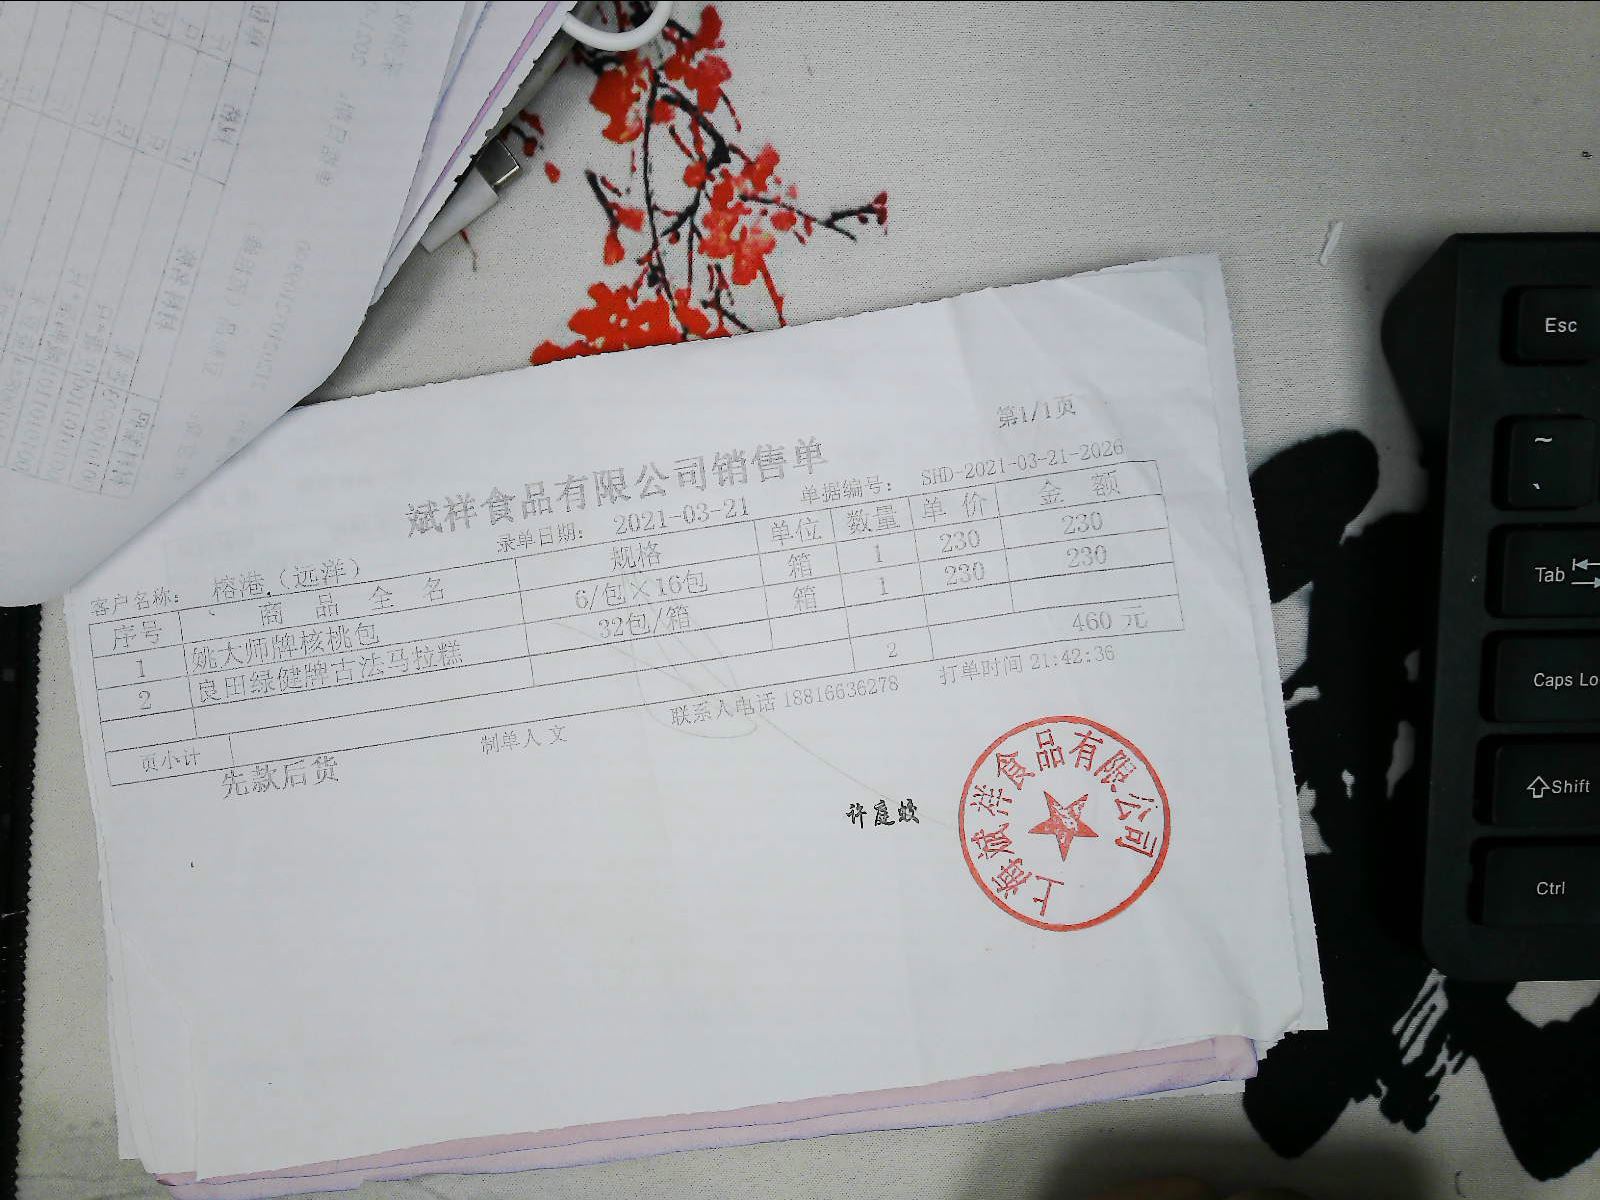 第1/1页
斌祥食品有限公司销售单
客户名称： 榕港.（远洋） 录单日期： 2021-03-21 单据编号： SHD-2021-03-21-2026
序号 商 品 全 名 规格 单位 数量 单 价 金 额
1 姚大师牌核桃包 6/包×16包 箱 1 230 230
2 良田绿健牌古法马拉糕 32包/箱 箱 1 230 230
页小计 2 460 元
先款后货 制单人 文 联系人电话 18816636278 打单时间 21:42:36
许庭蛟
上海斌祥食品有限公司
Esc
~
、
Tab
Caps Lo
Shift
Ctrl